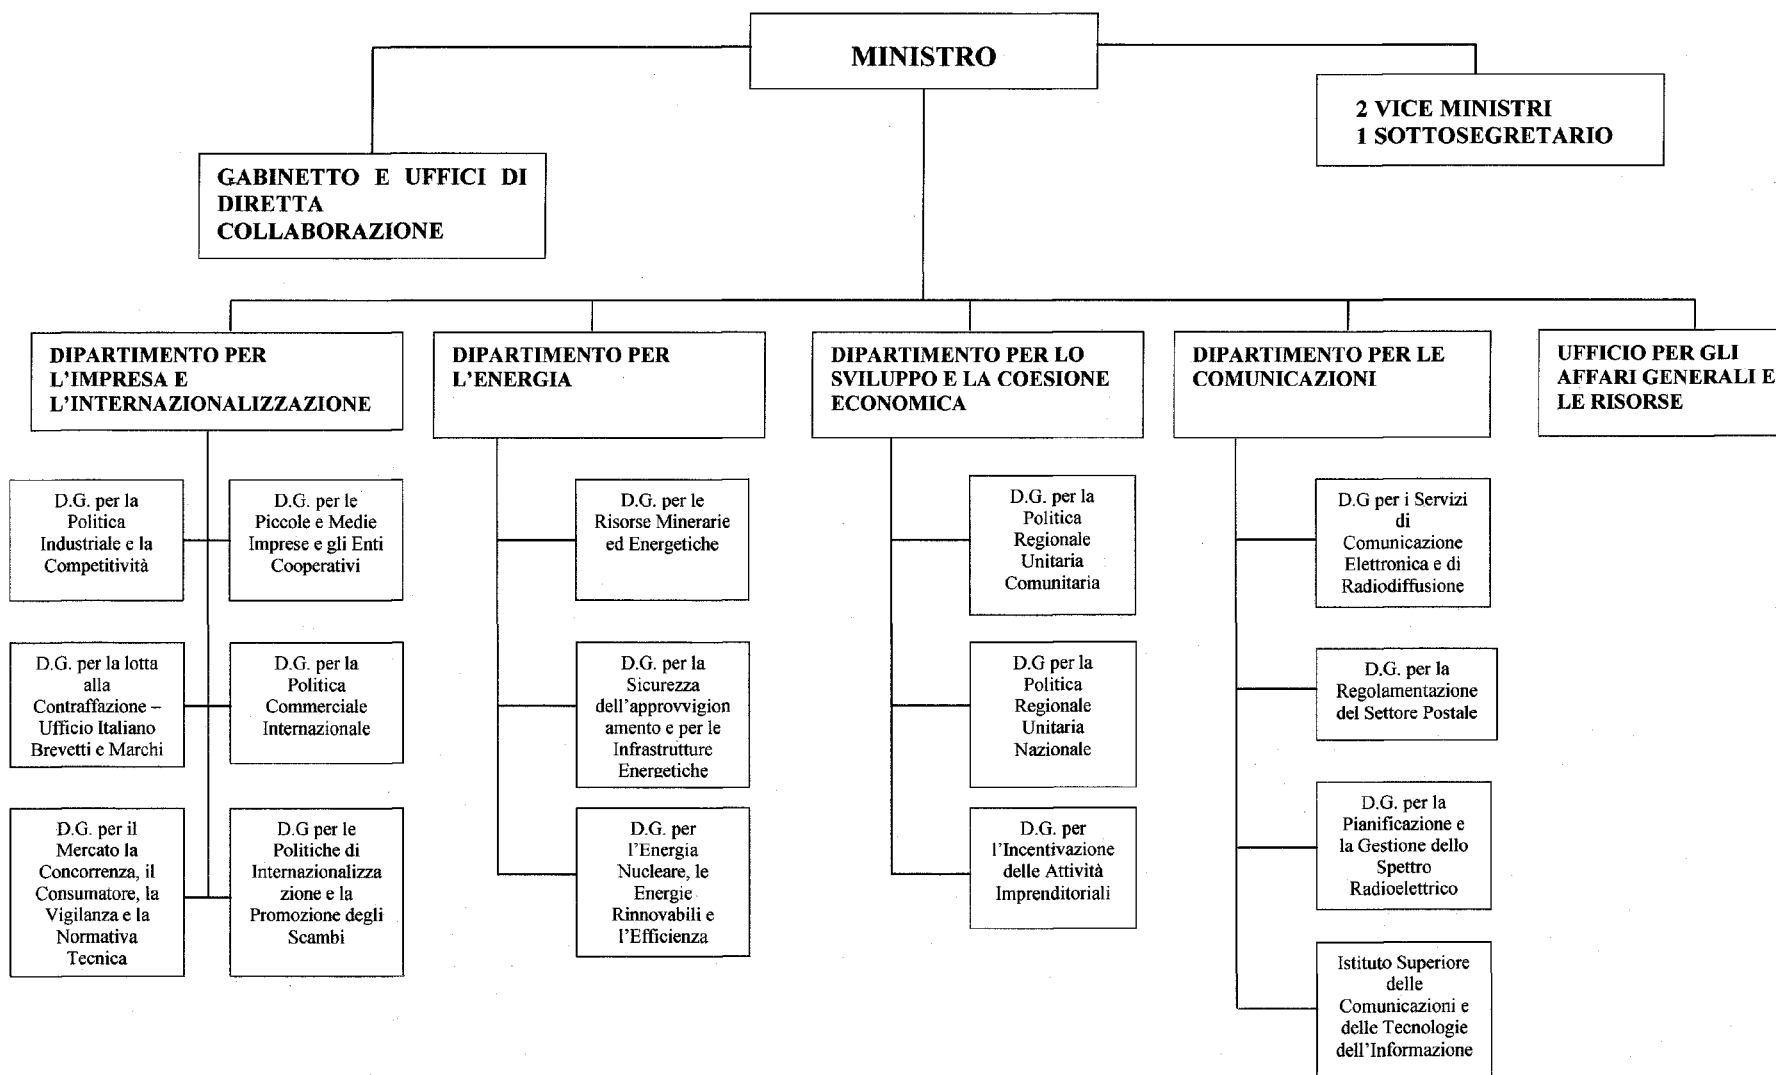 MINISTRO
2 VICE MINISTRI
1 SOTTOSEGRETARIO
GABINETTO E UFFICI DI
DIRETTA
COLLABORAZIONE
DIPARTIMENTO PER
L'IMPRESA E
L'INTERNAZIONALIZZAZIONE
DIPARTIMENTO PER
L'ENERGIA
DIPARTIMENTO PER LO
SVILUPPO E LA COESIONE
ECONOMICA
DIPARTIMENTO PER LE
COMUNICAZIONI
UFFICIO PER GLI
AFFARI GENERALI E
LE RISORSE
D.G. per la
Politica
Industriale e la
Competitività
D.G. per le
Piccole e Medie
Imprese e gli Enti
Cooperativi
D.G. per le
Risorse Minerarie
ed Energetiche
D.G. per la
Politica
Regionale
Unitaria
Comunitaria
D.G per i Servizi
di
Comunicazione
Elettronica e di
Radiodiffusione
D.G. per la lotta
alla
Contraffazione –
Ufficio Italiano
Brevetti e Marchi
D.G. per la
Politica
Commerciale
Internazionale
D.G. per la
Sicurezza
dell'approvvigion
amento e per le
Infrastrutture
Energetiche
D.G per la
Politica
Regionale
Unitaria
Nazionale
D.G. per la
Regolamentazione
del Settore Postale
D.G. per il
Mercato la
Concorrenza, il
Consumatore, la
Vigilanza e la
Normativa
Tecnica
D.G per le
Politiche di
Internazionalizza
zione e la
Promozione degli
Scambi
D.G. per
l'Energia
Nucleare, le
Energie
Rinnovabili e
l'Efficienza
D.G. per
l'Incentivazione
delle Attività
Imprenditoriali
D.G. per la
Pianificazione e
la Gestione dello
Spettro
Radioelettrico
Istituto Superiore
delle
Comunicazioni e
delle Tecnologie
dell'Informazione